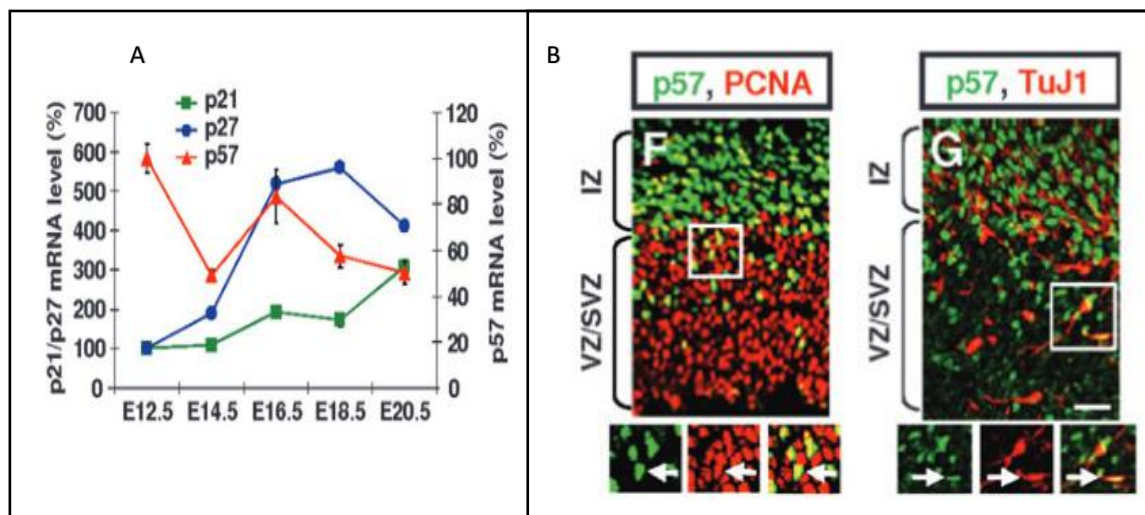 A
p21
p27
p57
p21/p27 mRNA level (%)
700
600
500
400
300
200
100
0
120
100
80
60
40
20
0
p57 mRNA level (%)
E12.5 E14.5 E16.5 E18.5 E20.5
B
p57, PCNA
p57, TuJ1
F
G
IZ
VZ/SVZ
IZ
VZ/SVZ